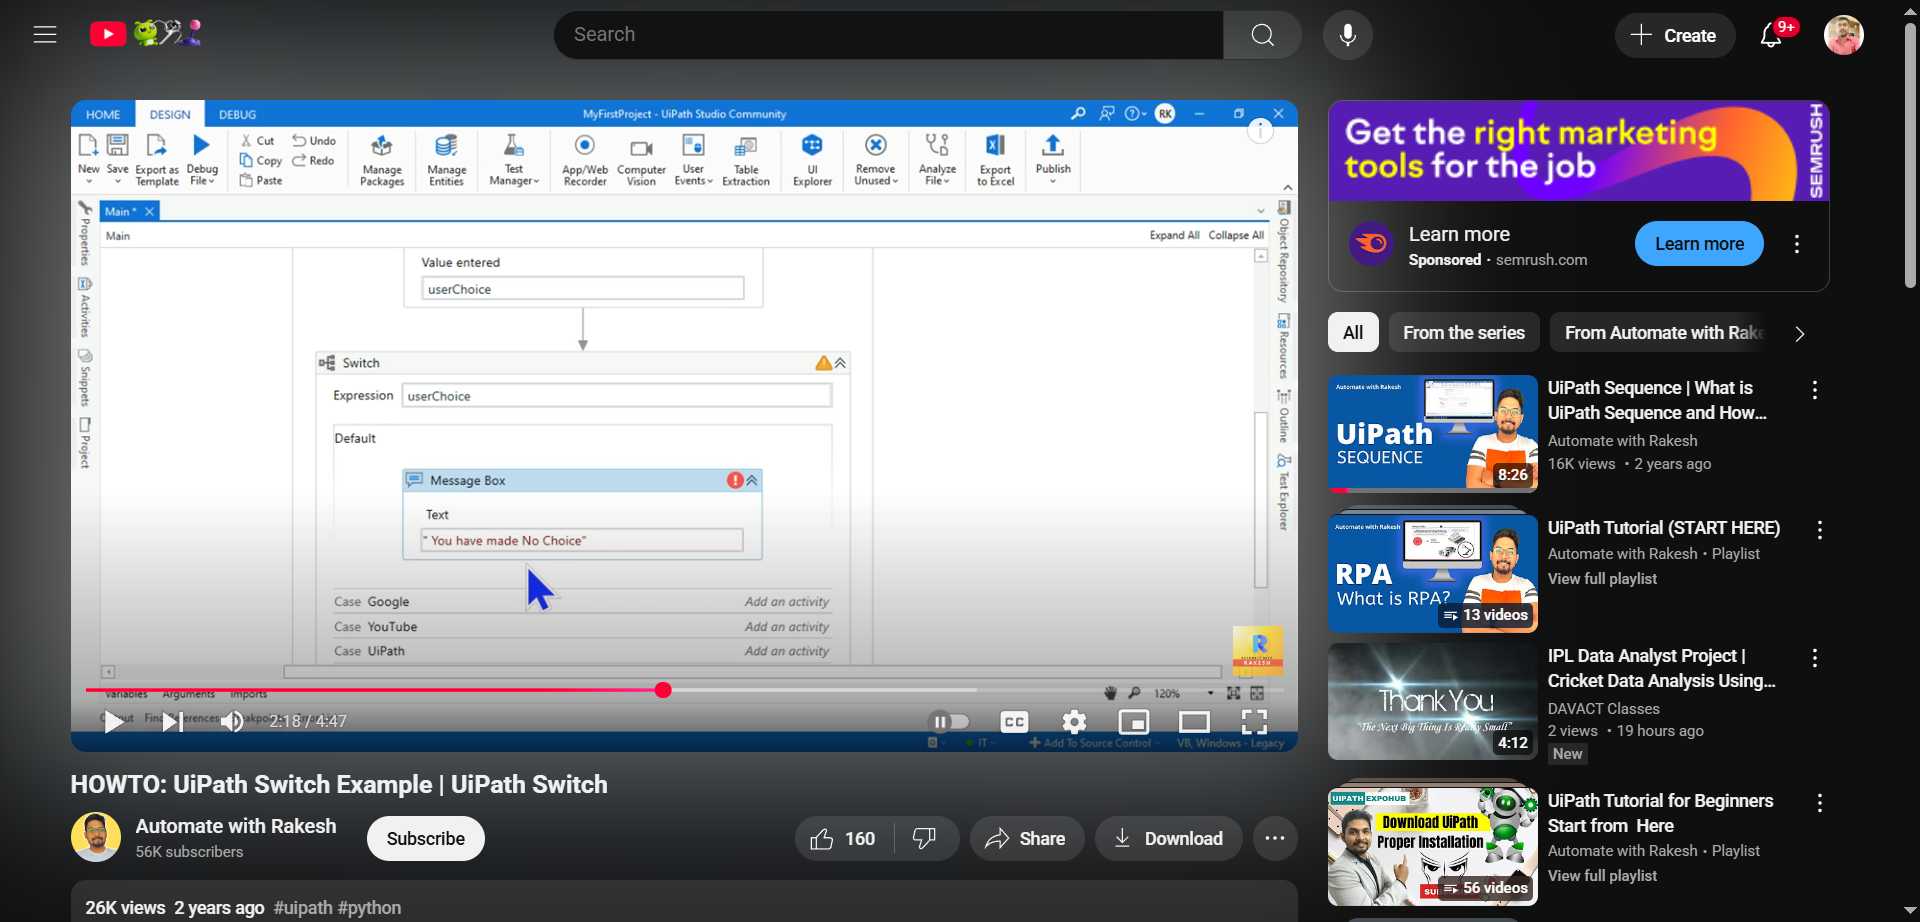 Search
Create
9+
HOME DESIGN DEBUG
MyFirstProject - UiPath Studio Community
RK
New Save Export as Template Debug File
Cut Copy Paste
Undo Redo
Manage Packages
Manage Entities
Test Manager
App/Web Recorder
Computer Vision
User Events
Table Extraction
UI Explorer
Remove Unused
Analyze File
Export to Excel
Publish
Main *
Main
Expand All Collapse All
Properties
Activities
Snippets
Project
Object Repository
Resources
Outline
Test Explorer
Value entered
userChoice
Switch
Expression userChoice
Default
Message Box
Text
" You have made No Choice"
Case Google Add an activity
Case YouTube Add an activity
Case UiPath Add an activity
R
RAKESH
Variables Arguments Imports
120%
2:18 / 4:47
CC
Add To Source Control
VB, Windows - Legacy
HOWTO: UiPath Switch Example | UiPath Switch
Automate with Rakesh
56K subscribers
Subscribe
160
Share
Download
26K views 2 years ago #uipath #python
Get the right marketing
tools for the job
SEMRUSH
Learn more
Sponsored · semrush.com
Learn more
All
From the series
From Automate with Rake
Automate with Rakesh
UiPath
SEQUENCE
8:26
UiPath Sequence | What is
UiPath Sequence and How...
Automate with Rakesh
16K views • 2 years ago
Automate with Rakesh
RPA
What is RPA?
13 videos
UiPath Tutorial (START HERE)
Automate with Rakesh • Playlist
View full playlist
Thank You
"The Next Big Thing Is Really Small"
4:12
IPL Data Analyst Project |
Cricket Data Analysis Using...
DAVACT Classes
2 views • 19 hours ago
New
UIPATH EXPOHUB
Download UiPath
Proper Installation
56 videos
UiPath Tutorial for Beginners
Start from Here
Automate with Rakesh • Playlist
View full playlist